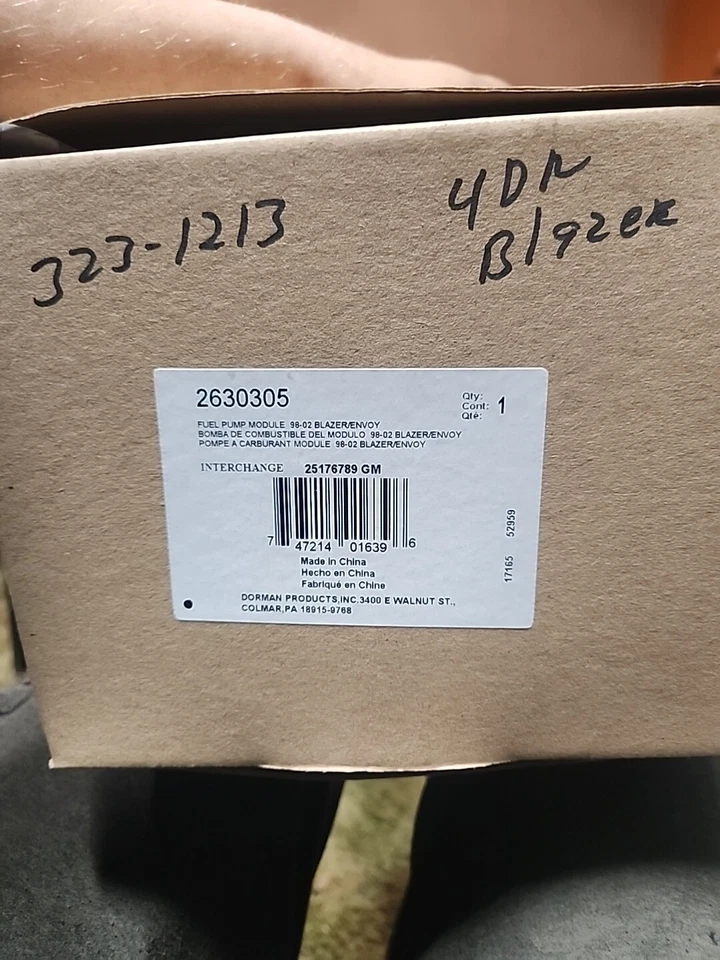 323-1213
4DR
Blazer
2630305
Qty:
Cont: 1
Qté:
FUEL PUMP MODULE 98-02 BLAZER/ENVOY
BOMBA DE COMBUSTIBLE DEL MODULO 98-02 BLAZER/ENVOY
POMPE A CARBURANT MODULE 98-02 BLAZER/ENVOY
INTERCHANGE 25176789 GM
7 47214 01639 6
Made in China
Hecho en China
Fabriqué en Chine
17165 52959
DORMAN PRODUCTS,INC.3400 E WALNUT ST.,
COLMAR,PA 18915-9768